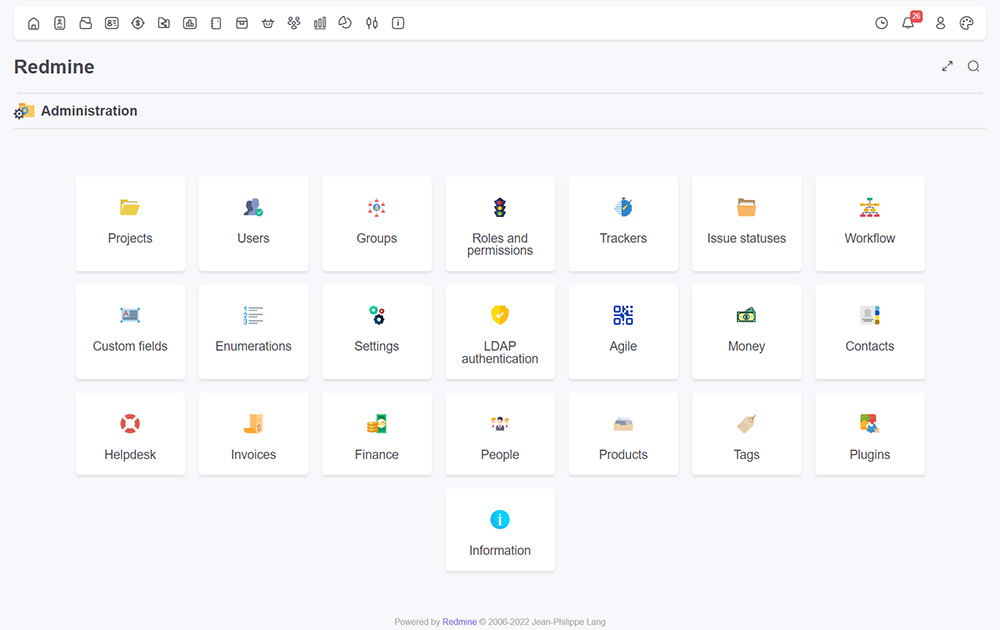 26
Redmine
Administration
Projects
Users
Groups
Roles and
permissions
Trackers
Issue statuses
Workflow
Custom fields
Enumerations
Settings
LDAP
authentication
Agile
Money
Contacts
Helpdesk
Invoices
Finance
People
Products
Tags
Plugins
Information
Powered by Redmine © 2006-2022 Jean-Philippe Lang